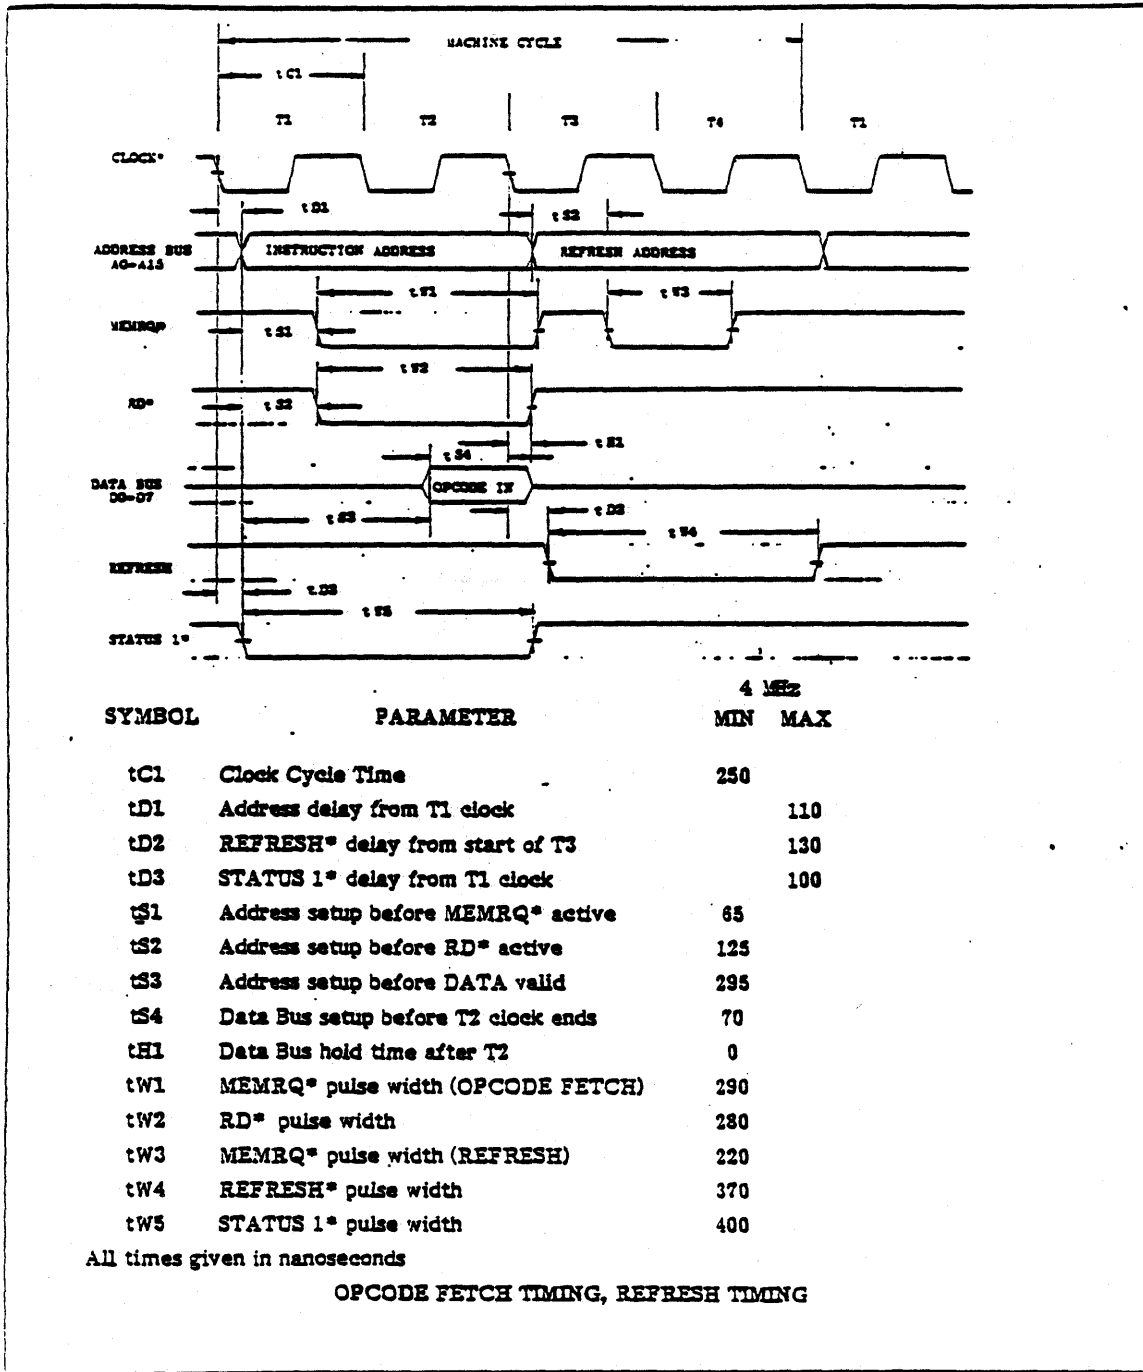 MACHINE CYCLE
tC1
T1 T2 T3 T4 T1
CLOCK*
tD1 tS2
ADDRESS BUS INSTRUCTION ADDRESS REFRESH ADDRESS
A0-A15
tW1 tW3
MEMRQ*
tS1
tW2
RD*
tS2
tH1
tS4
DATA BUS OPCODE IN
D0-D7
tS3 tD2
tW4
REFRESH
tD3
tW5
STATUS 1*
4 MHz
SYMBOL PARAMETER MIN MAX
tC1 Clock Cycle Time 250
tD1 Address delay from T1 clock 110
tD2 REFRESH* delay from start of T3 130
tD3 STATUS 1* delay from T1 clock 100
tS1 Address setup before MEMRQ* active 65
tS2 Address setup before RD* active 125
tS3 Address setup before DATA valid 295
tS4 Data Bus setup before T2 clock ends 70
tH1 Data Bus hold time after T2 0
tW1 MEMRQ* pulse width (OPCODE FETCH) 290
tW2 RD* pulse width 280
tW3 MEMRQ* pulse width (REFRESH) 220
tW4 REFRESH* pulse width 370
tW5 STATUS 1* pulse width 400
All times given in nanoseconds
OPCODE FETCH TIMING, REFRESH TIMING